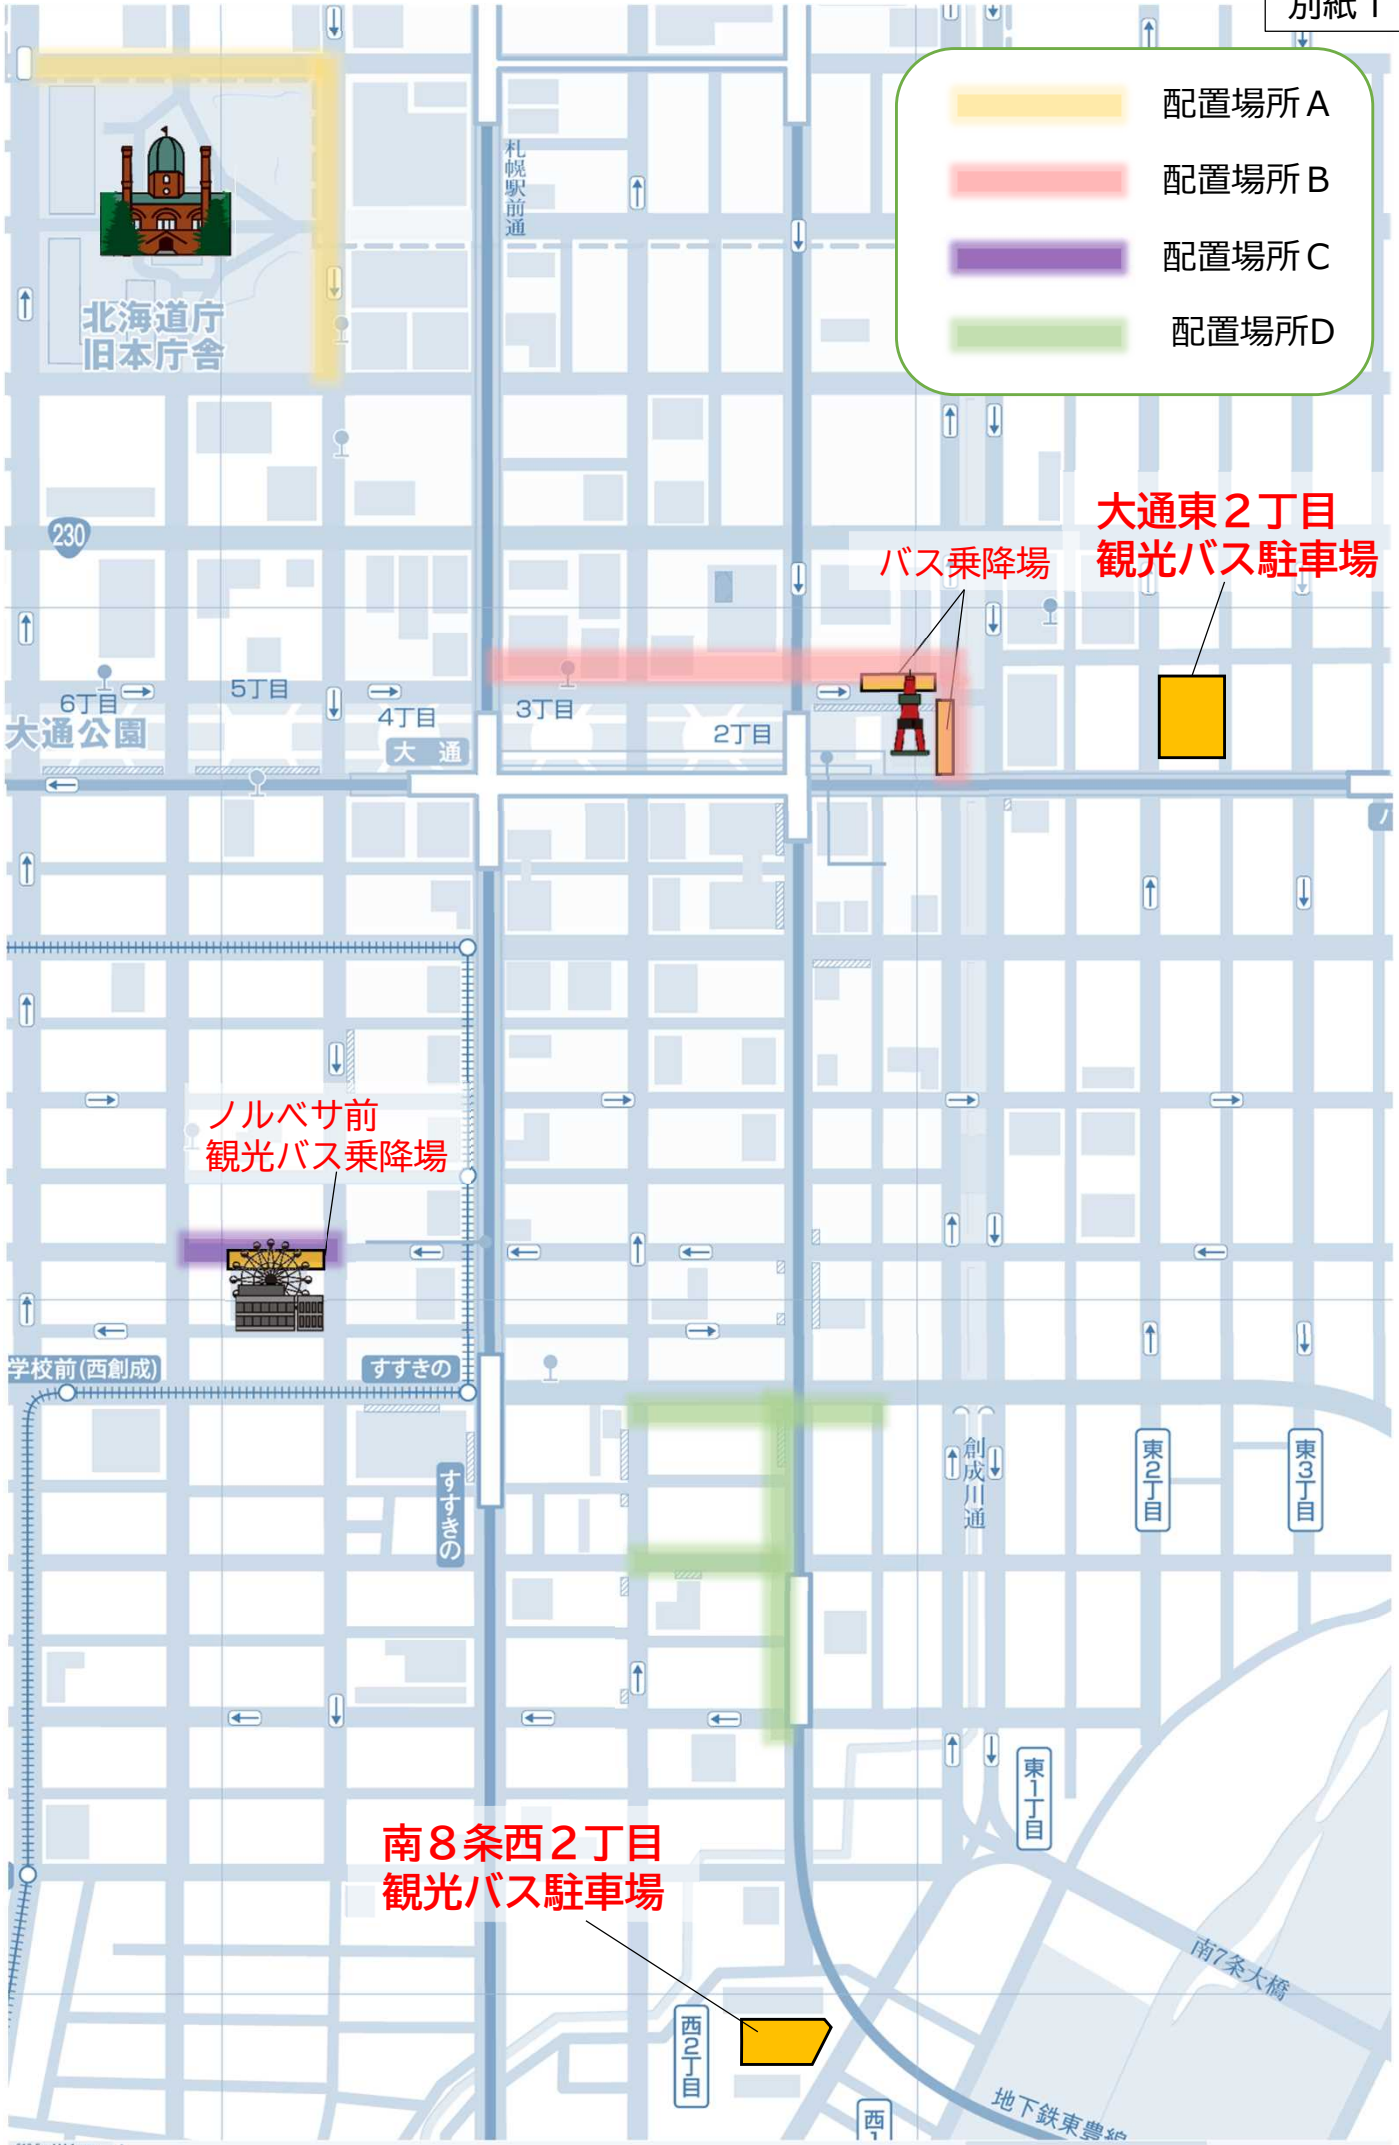 別紙1
配置場所A
配置場所B
配置場所C
配置場所D
札幌駅前通
北海道庁
旧本庁舎
230
大通東2丁目
観光バス駐車場
バス乗降場
6丁目
5丁目
4丁目
3丁目
2丁目
大通公園
大通
ノルベサ前
観光バス乗降場
学校前(西創成)
すすきの
すすきの
創成川通
東2丁目
東3丁目
東1丁目
南8条西2丁目
観光バス駐車場
南7条大橋
西2丁目
西1
地下鉄東豊線